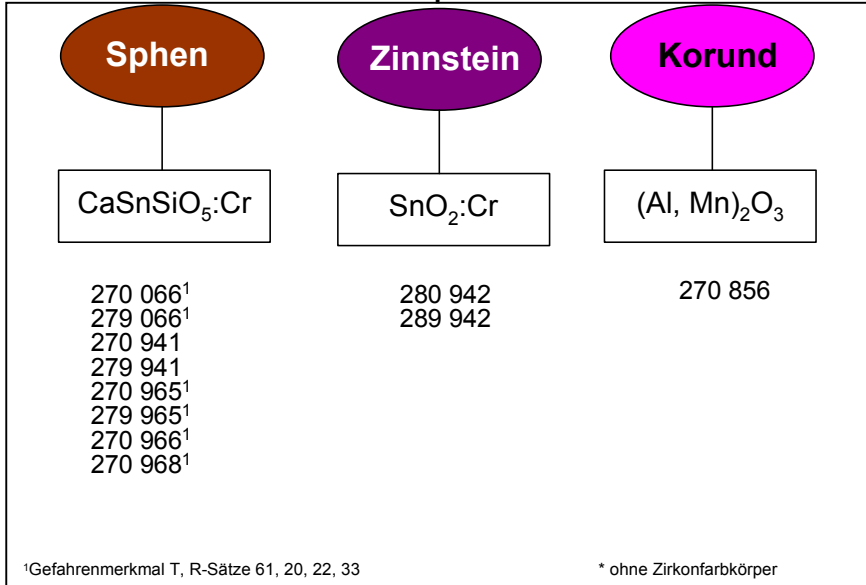 Sphen
CaSnSiO₅:Cr
270 066¹
279 066¹
270 941
279 941
270 965¹
279 965¹
270 966¹
270 968¹
Zinnstein
SnO₂:Cr
280 942
289 942
Korund
(Al, Mn)₂O₃
270 856
¹Gefahrenmerkmal T, R-Sätze 61, 20, 22, 33
* ohne Zirkonfarbkörper